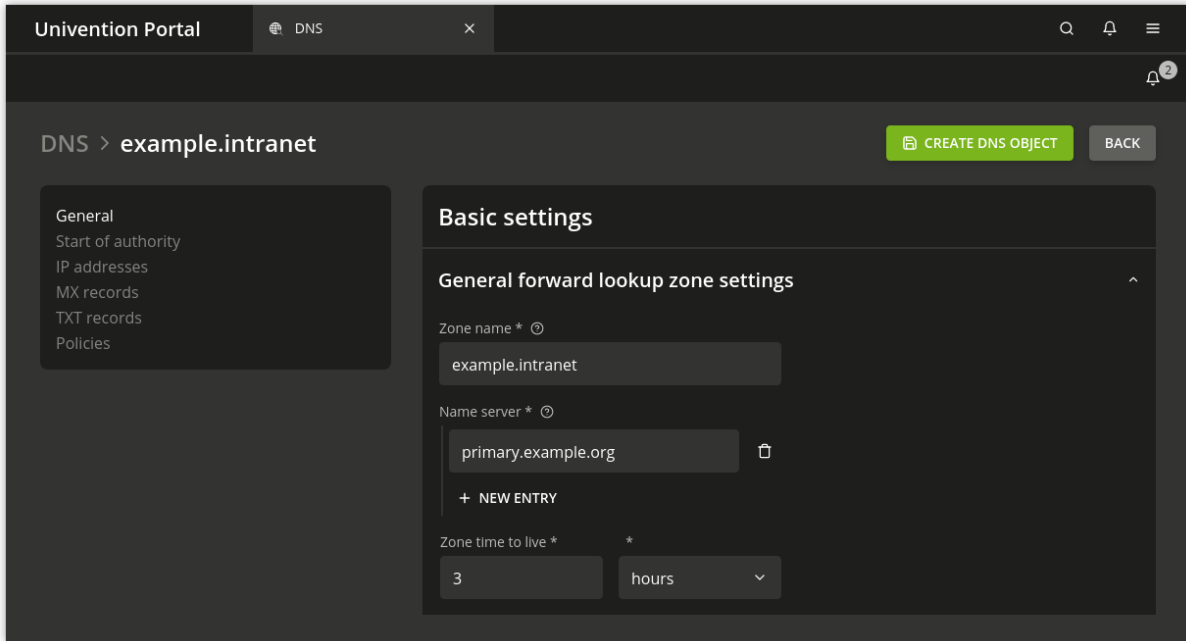 Univention Portal
DNS
2
DNS > example.intranet
CREATE DNS OBJECT
BACK
General
Start of authority
IP addresses
MX records
TXT records
Policies
Basic settings
General forward lookup zone settings
Zone name *
example.intranet
Name server *
primary.example.org
+ NEW ENTRY
Zone time to live * *
3 hours